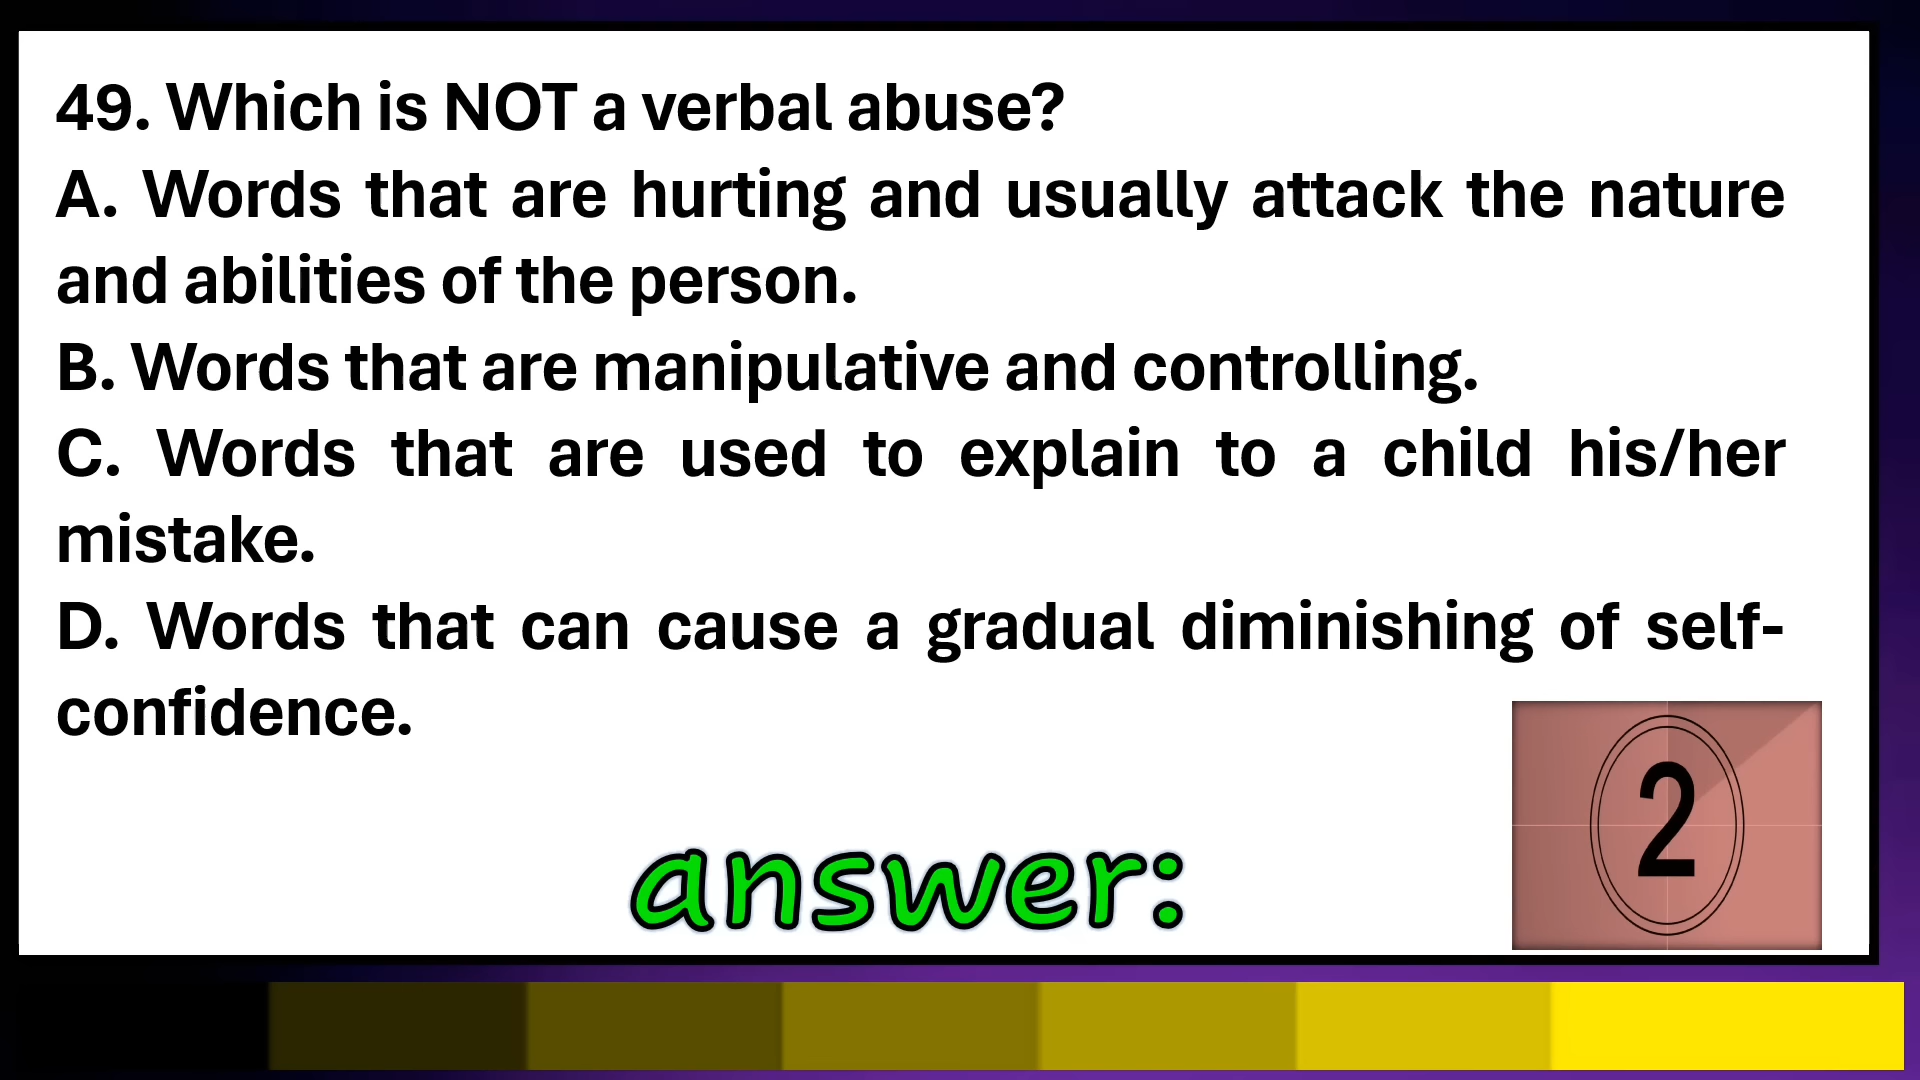 49. Which is NOT a verbal abuse?
A. Words that are hurting and usually attack the nature
and abilities of the person.
B. Words that are manipulative and controlling.
C. Words that are used to explain to a child his/her
mistake.
D. Words that can cause a gradual diminishing of self-
confidence.
answer:
2